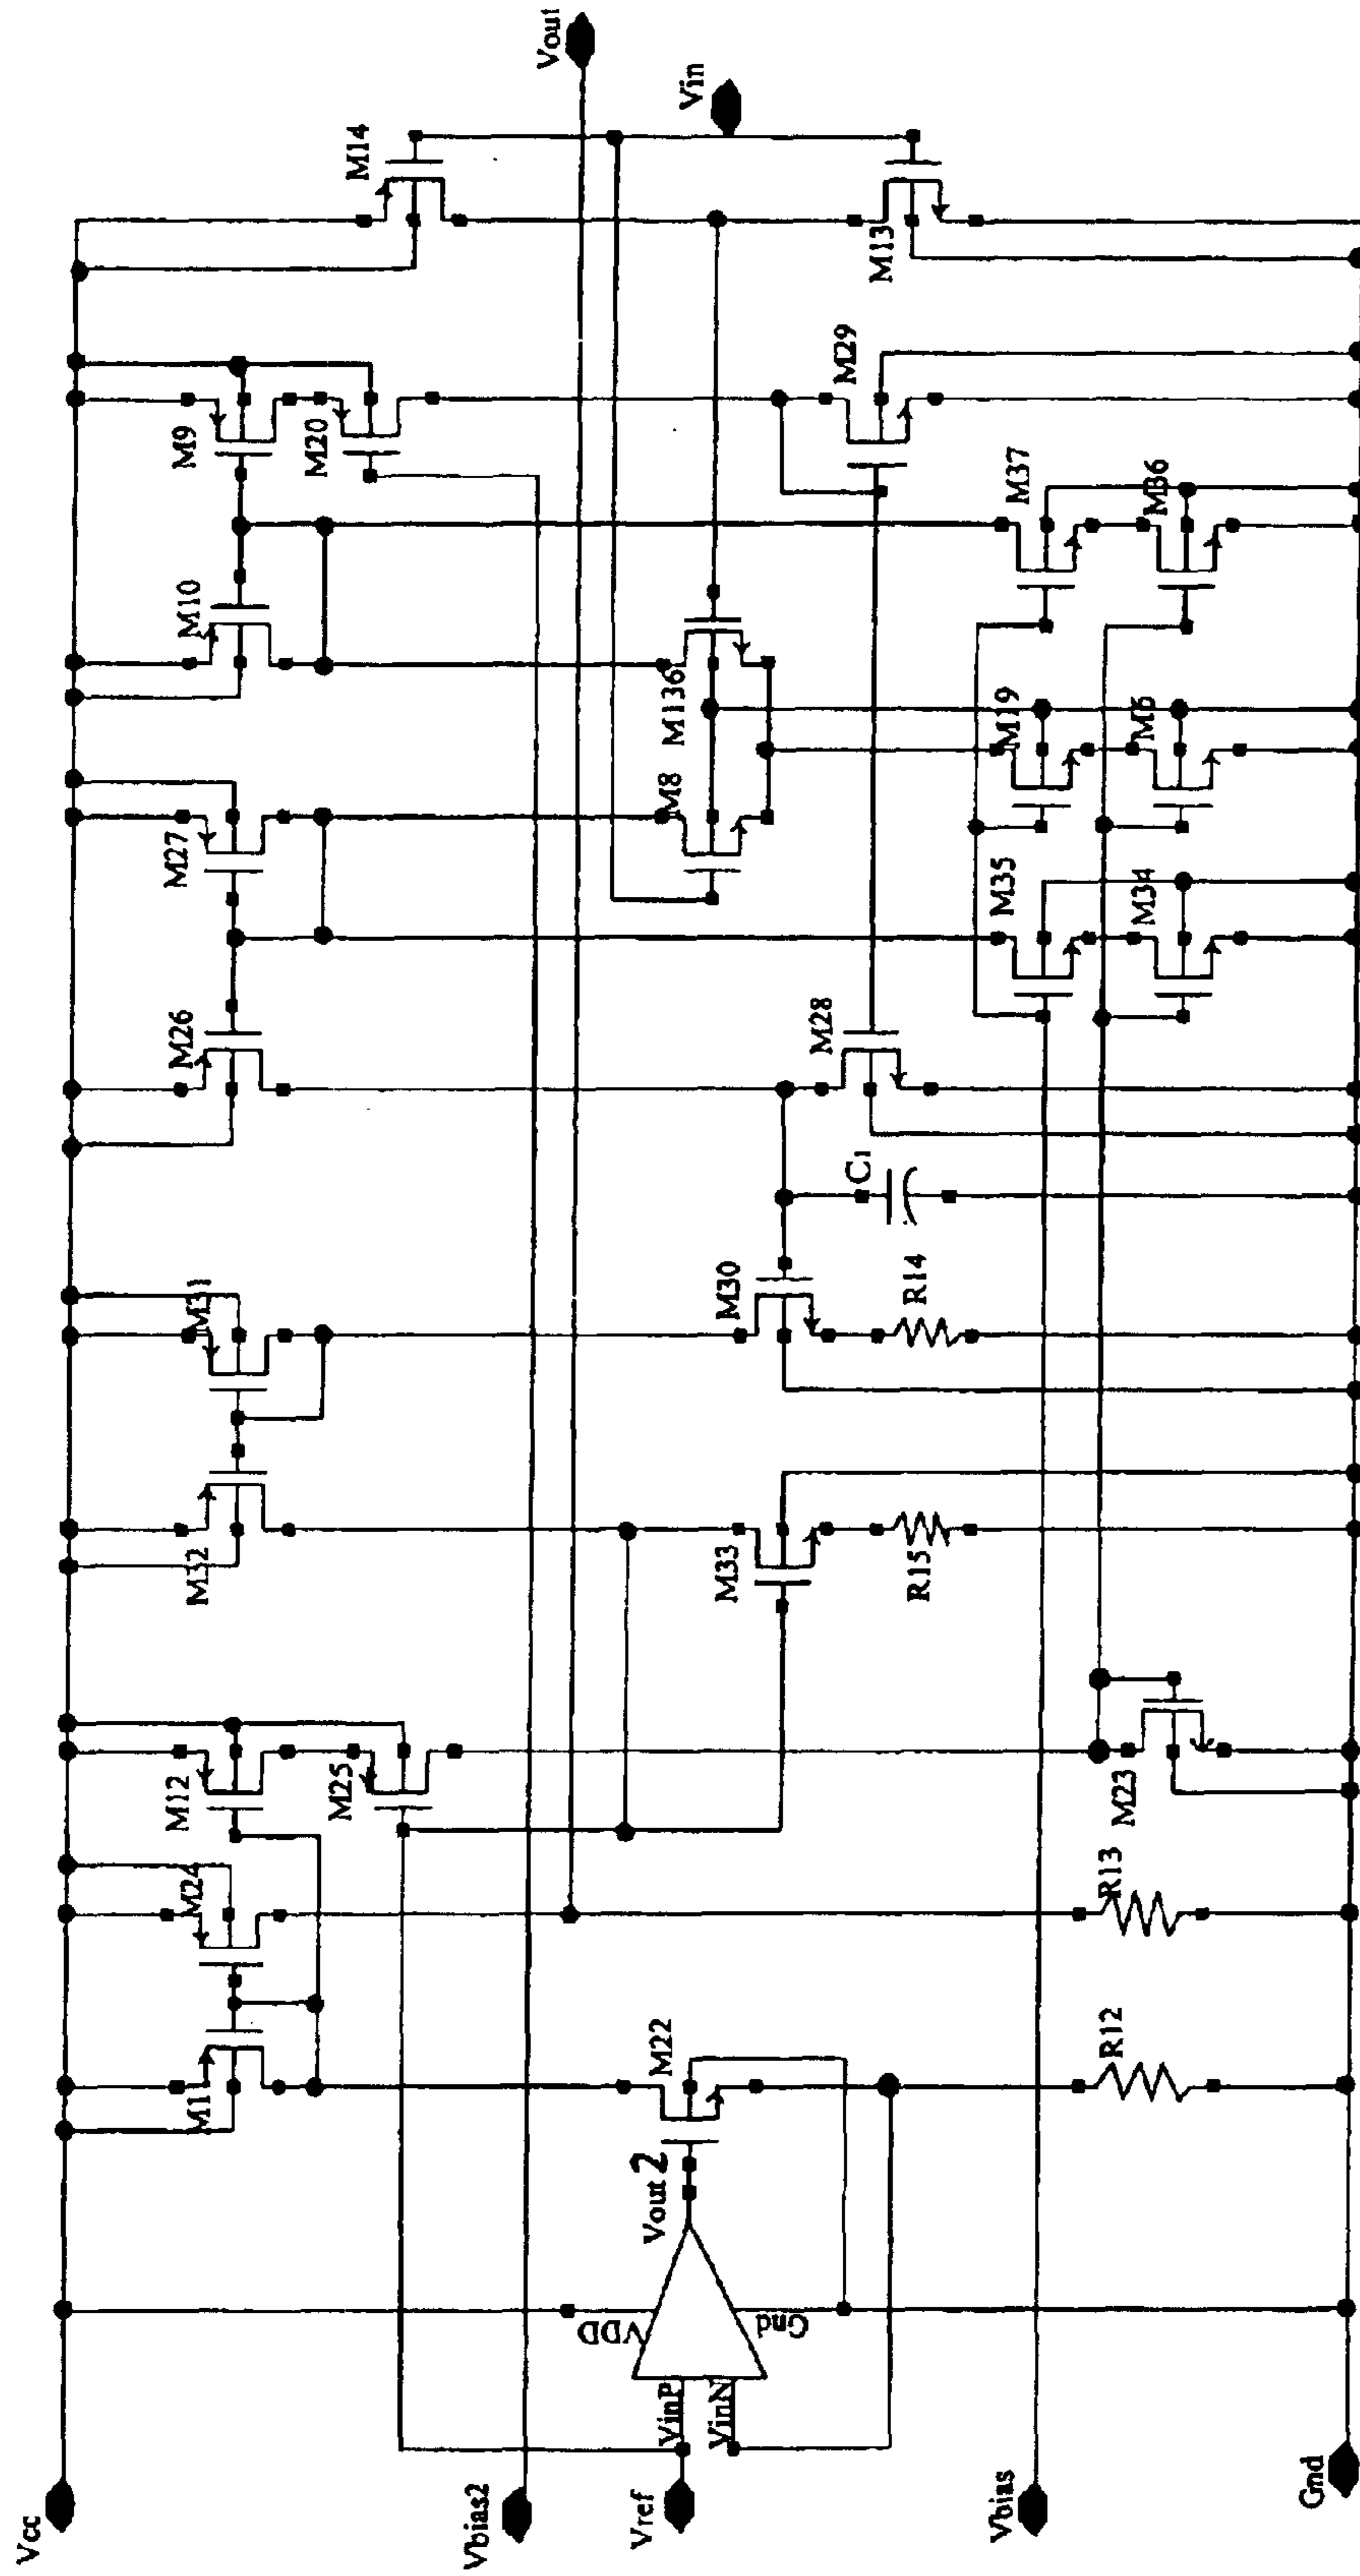 Vcc
Vbias2
Vref
Vbias
Gnd
VinP
VinN
VDD
Gnd
Vout 2
M11
M24
M12
M25
M22
R12
R13
M23
M32
M31
M33
R15
M30
R14
C1
M26
M27
M28
M8
M136
M10
M9
M20
M35
M34
M19
M6
M37
M36
M29
M14
M13
Vout
Vin